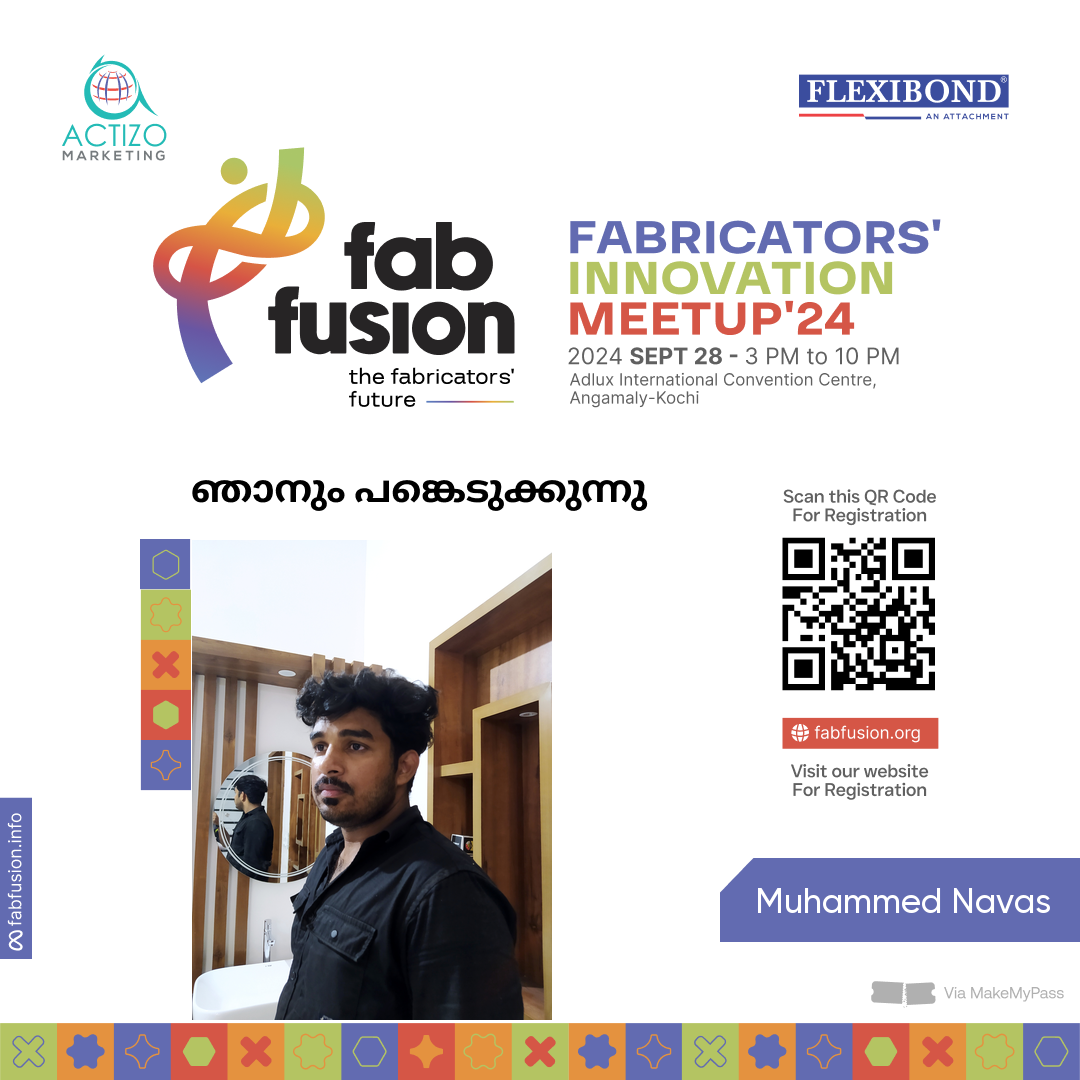 ACTIZO
MARKETING
FLEXIBOND®
AN ATTACHMENT
fab
fusion
the fabricators'
future
FABRICATORS'
INNOVATION
MEETUP'24
2024 SEPT 28 - 3 PM to 10 PM
Adlux International Convention Centre,
Angamaly-Kochi
ഞാനും പങ്കെടുക്കുന്നു
Scan this QR Code
For Registration
fabfusion.org
Visit our website
For Registration
fabfusion.info
Muhammed Navas
Via MakeMyPass